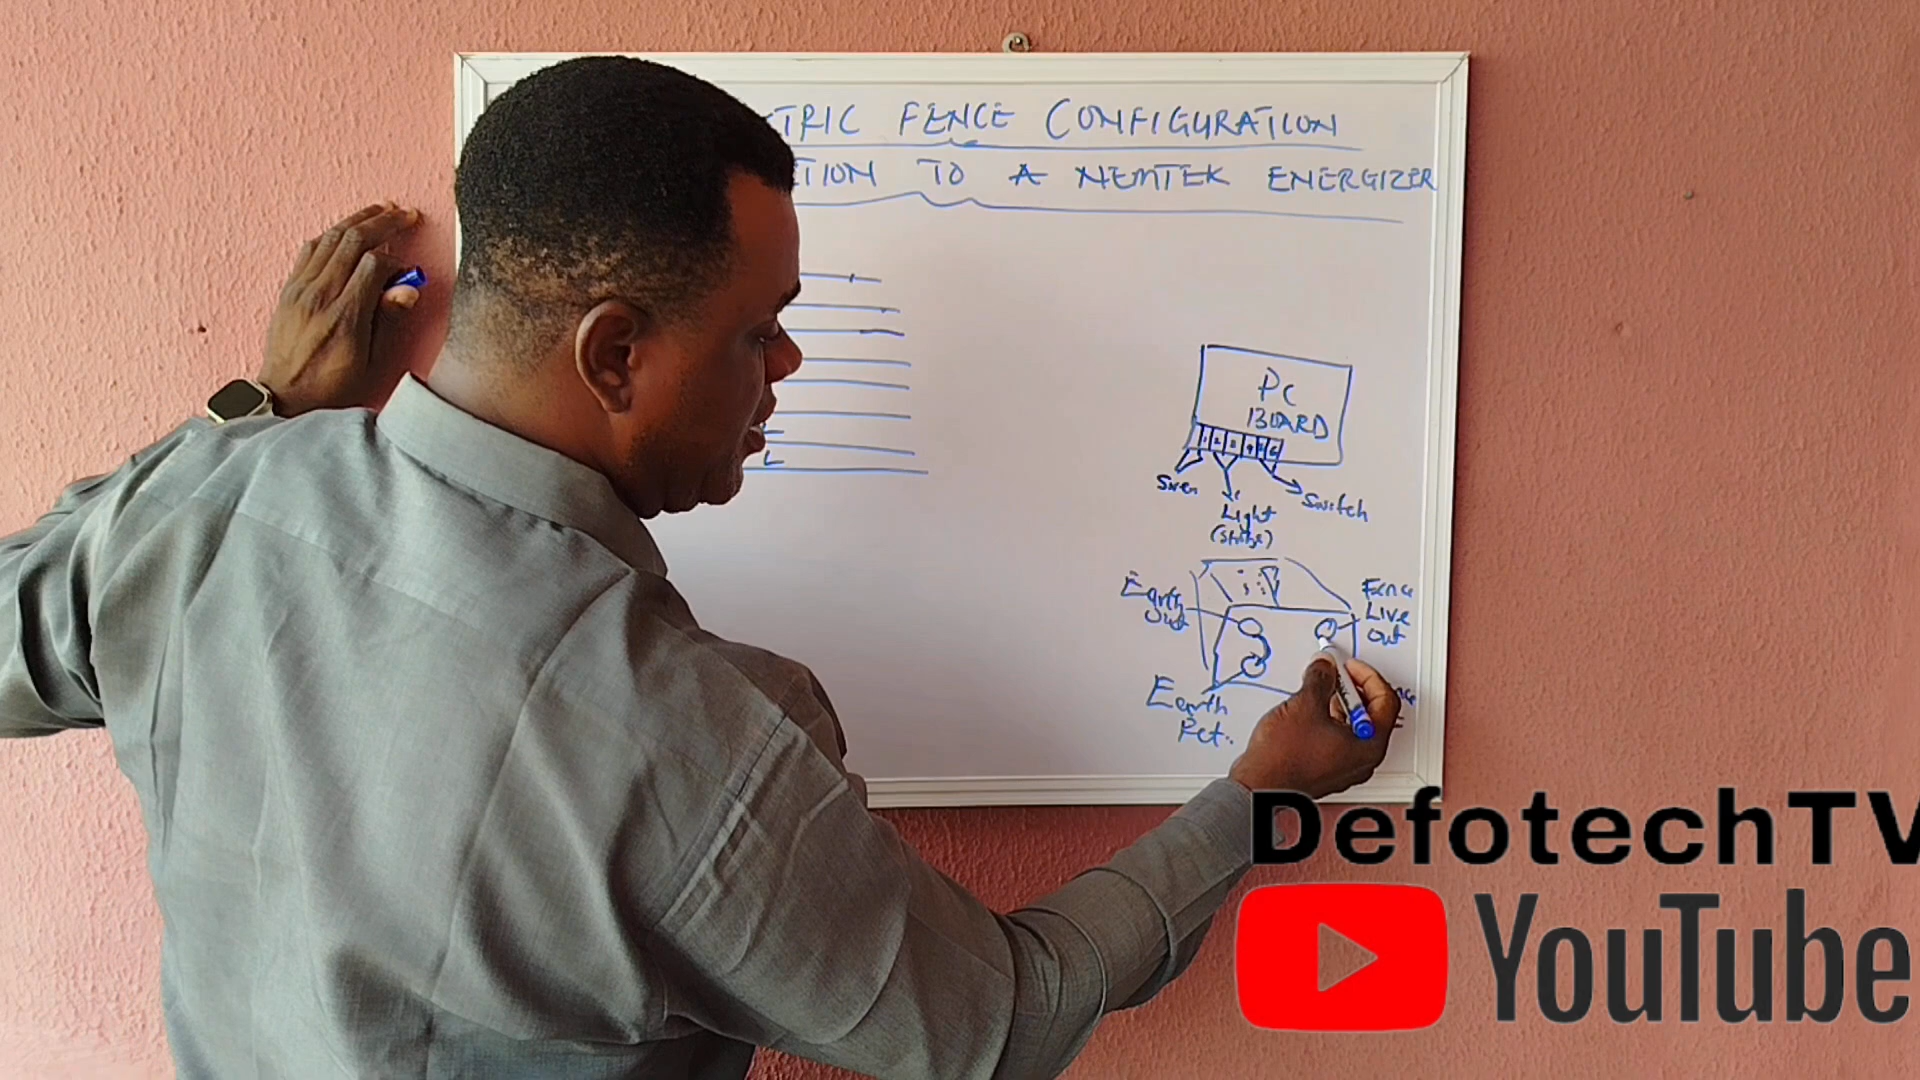 TRIC FENCE CONFIGURATION
TION TO A NEMTEK ENERGIZER
L
PC
BOARD
Siren
Switch
Light
(Strobe)
Earth
Out
Fence
Live
Out
Earth
Ret.
DefotechTV
YouTube